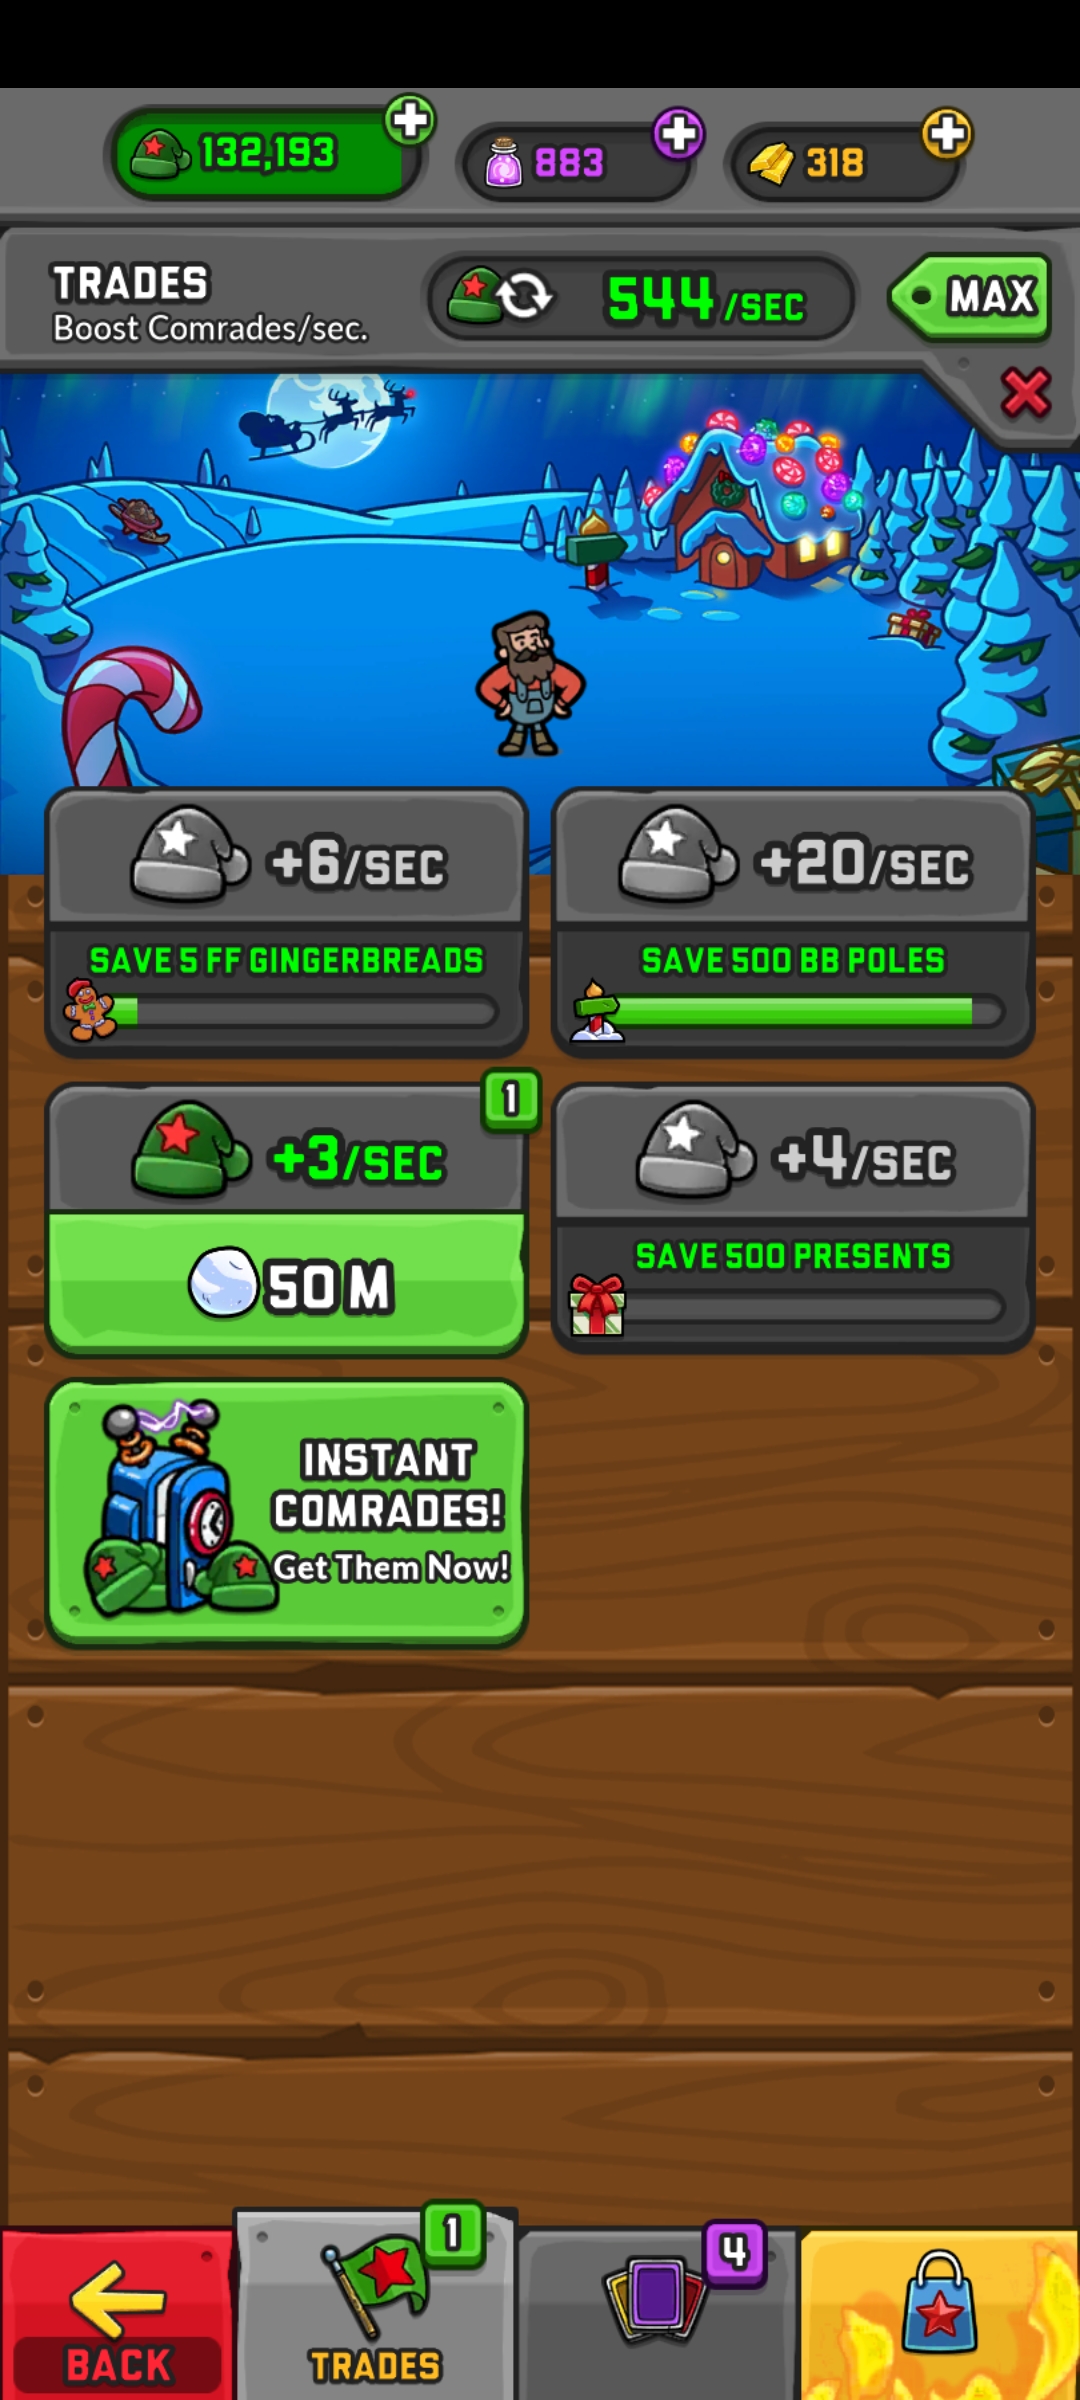 132,193
883
318
TRADES
Boost Comrades/sec.
544/SEC
MAX
+6/SEC
SAVE 5 FF GINGERBREADS
+20/SEC
SAVE 500 BB POLES
1
+3/SEC
50 M
+4/SEC
SAVE 500 PRESENTS
INSTANT
COMRADES!
Get Them Now!
BACK
1
TRADES
4